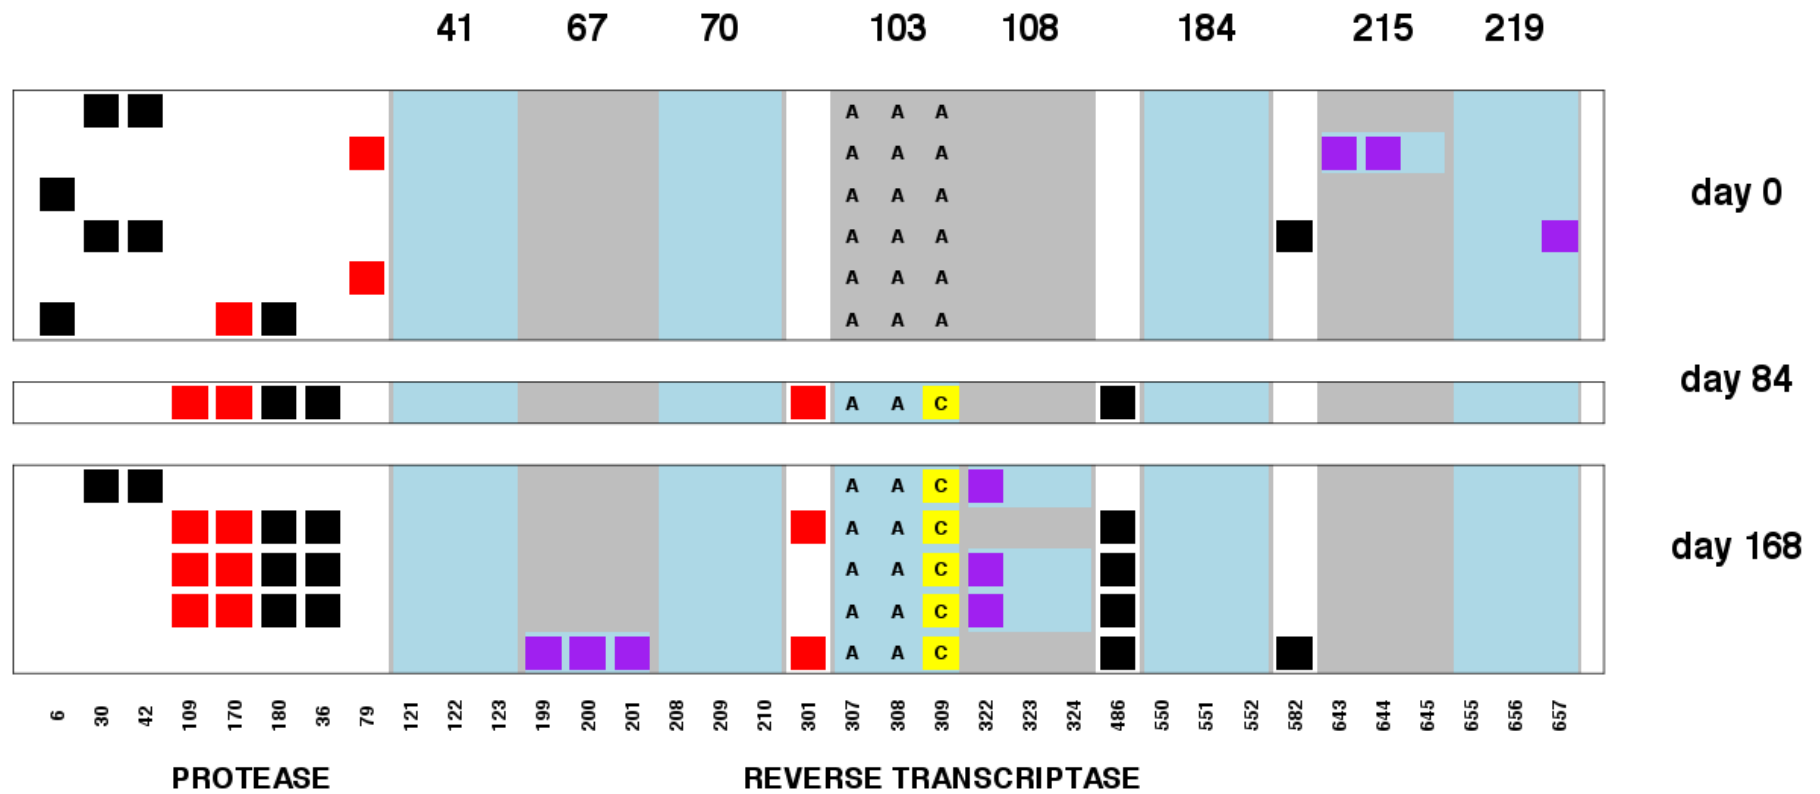 41 67 70 103 108 184 215 219
A A A
A A A
A A A
day 0
A A A
A A A
A A A
day 84
A A C
A A C
A A C
day 168
A A C
A A C
A A C
6 30 42 109 170 180 36 79 121 122 123 199 200 201 208 209 210 301 307 308 309 322 323 324 486 550 551 552 582 643 644 645 655 656 657
PROTEASE REVERSE TRANSCRIPTASE